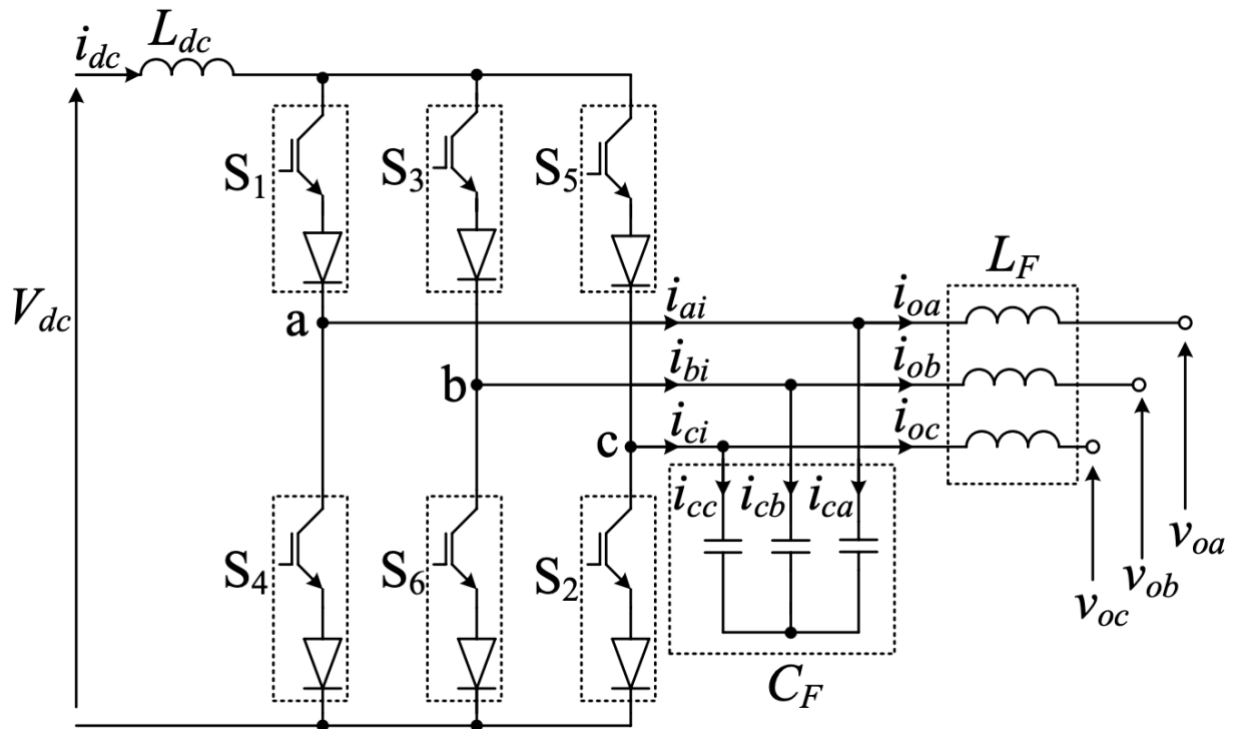 i_dc L_dc
S_1 S_3 S_5
V_dc
a i_ai i_oa L_F
b i_bi i_ob
c i_ci i_oc
i_cc i_cb i_ca
S_4 S_6 S_2
v_oa
v_ob
v_oc
C_F